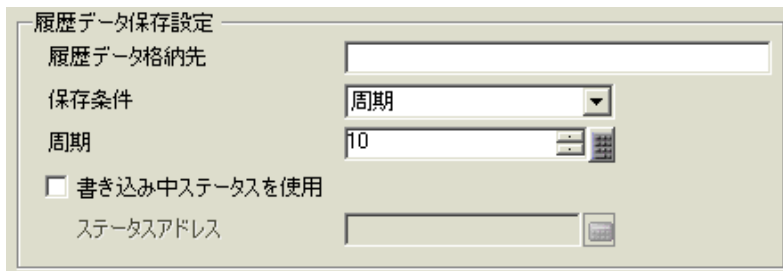 履歴データ保存設定
履歴データ格納先
保存条件 周期
周期 10
書き込み中ステータスを使用
ステータスアドレス